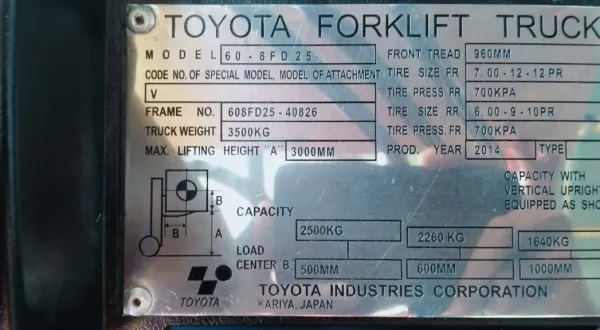 TOYOTA FORKLIFT TRUCK
MODEL 60-8FD25 FRONT TREAD 960MM
CODE NO. OF SPECIAL MODEL, MODEL OF ATTACHMENT TIRE SIZE FR 7.00-12-12PR
V TIRE PRESS. FR 700KPA
FRAME NO. 608FD25-40826 TIRE SIZE RR 6.00-9-10PR
TRUCK WEIGHT 3500KG TIRE PRESS. FR 700KPA
MAX. LIFTING HEIGHT "A" 3000MM PROD. YEAR 2014 TYPE
CAPACITY WITH
VERTICAL UPRIGH
EQUIPPED AS SHO
B
B A
CAPACITY 2500KG 2260 KG 1640KG
LOAD
CENTER B 500MM 600MM 1000MM
TOYOTA TOYOTA INDUSTRIES CORPORATION
KARIYA, JAPAN